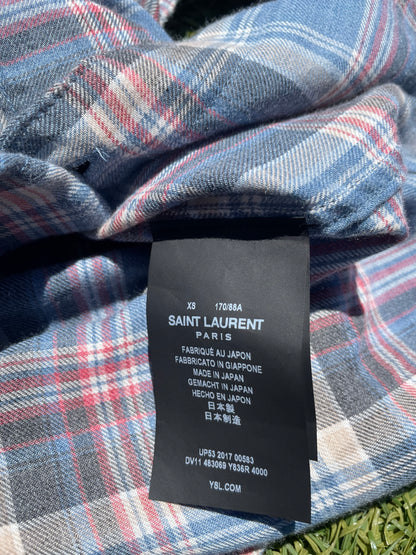 XS 170/88A
SAINT LAURENT
PARIS
FABRIQUÉ AU JAPON
FABBRICATO IN GIAPPONE
MADE IN JAPAN
GEMACHT IN JAPAN
HECHO EN JAPON
日本製
日本制造
UP53 2017 00583
DV11 483069 Y836R 4000
YSL.COM